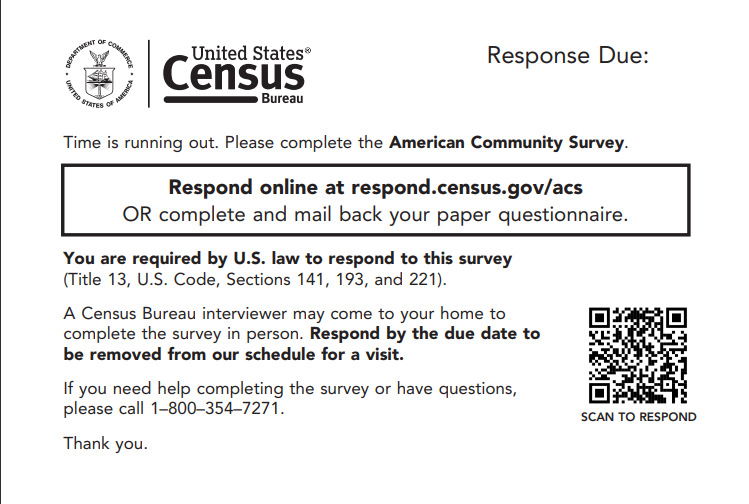 DEPARTMENT OF COMMERCE
UNITED STATES OF AMERICA
United States®
Census
Bureau
Response Due:
Time is running out. Please complete the American Community Survey.
Respond online at respond.census.gov/acs
OR complete and mail back your paper questionnaire.
You are required by U.S. law to respond to this survey
(Title 13, U.S. Code, Sections 141, 193, and 221).
A Census Bureau interviewer may come to your home to
complete the survey in person. Respond by the due date to
be removed from our schedule for a visit.
If you need help completing the survey or have questions,
please call 1–800–354–7271.
SCAN TO RESPOND
Thank you.